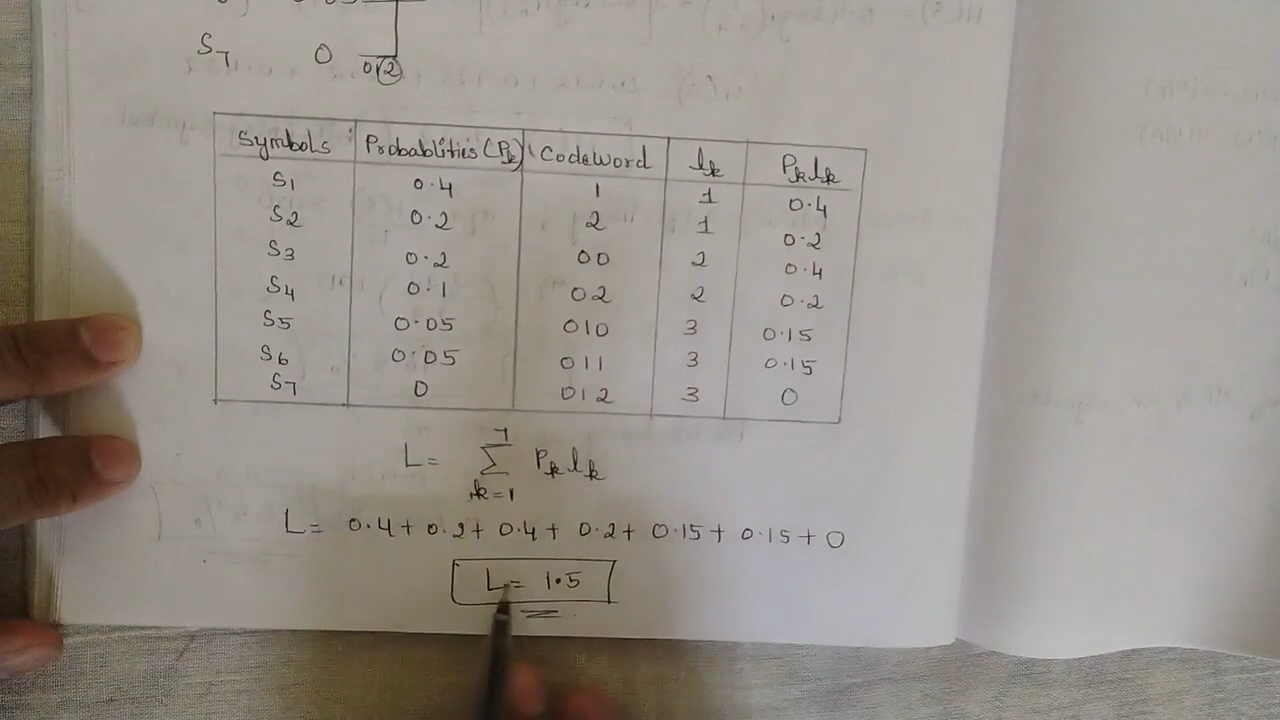 S7 0 0 2
Symbols Probablities (Pk) Codeword lk Pklk
S1 0.4 1 1 0.4
S2 0.2 2 1 0.2
S3 0.2 00 2 0.4
S4 0.1 02 2 0.2
S5 0.05 010 3 0.15
S6 0.05 011 3 0.15
S7 0 012 3 0
L = 7 Σ k=1 Pklk
L = 0.4 + 0.2 + 0.4 + 0.2 + 0.15 + 0.15 + 0
L = 1.5